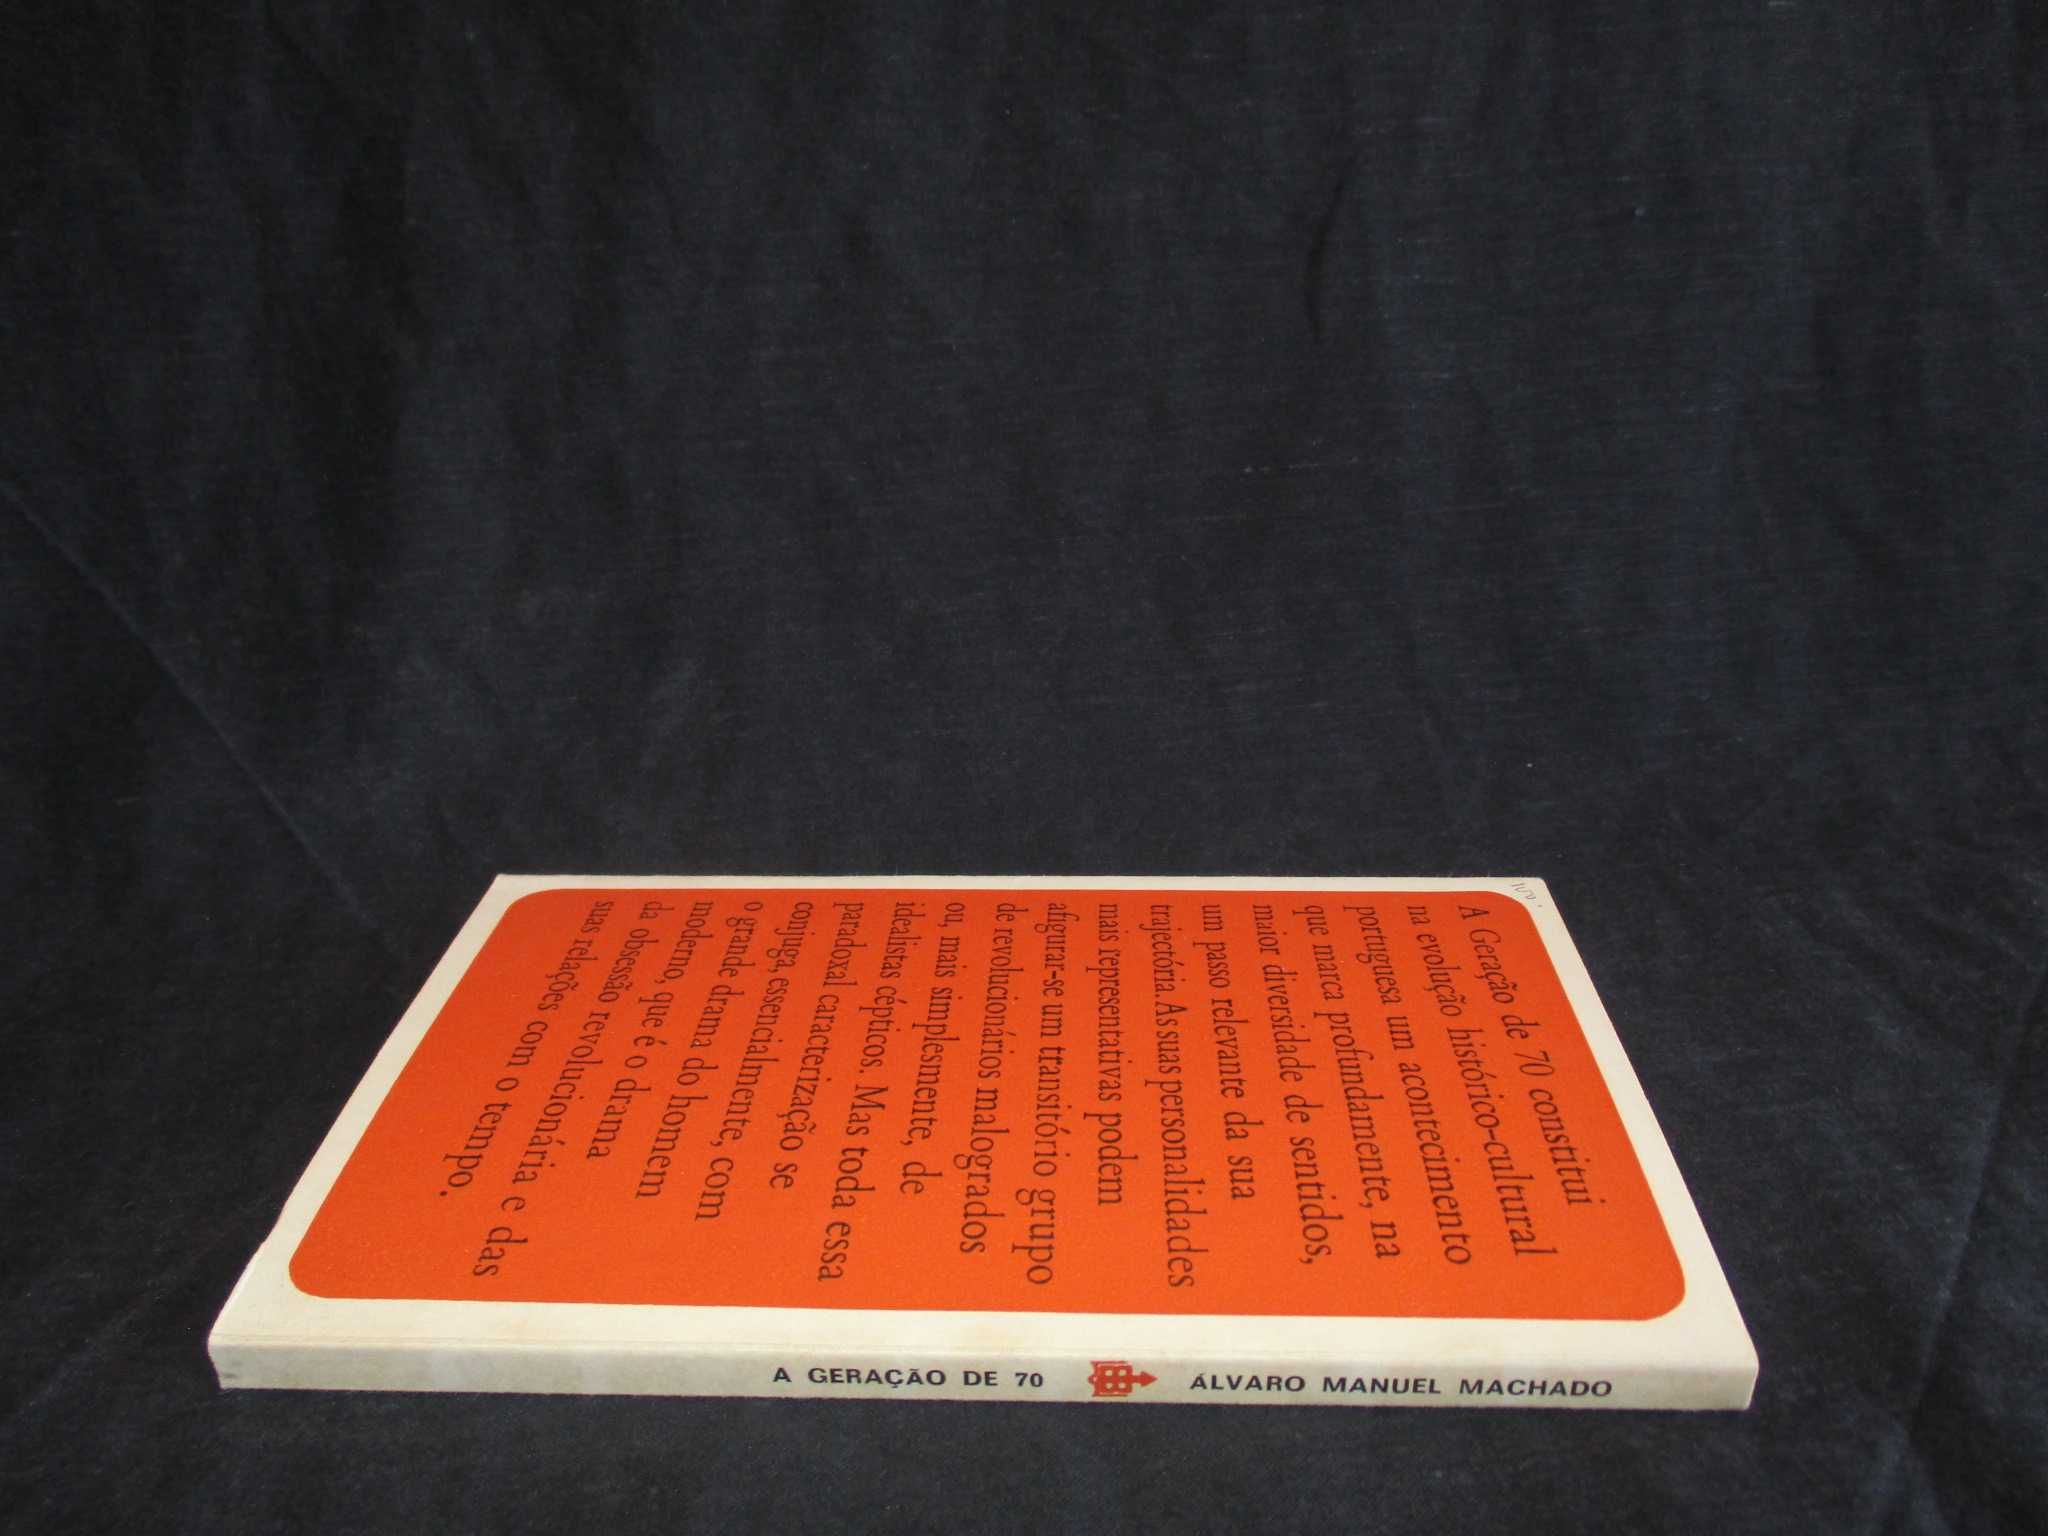 A Geração de 70 constitui
na evolução histórico-cultural
portuguesa um acontecimento
que marca profundamente, na
maior diversidade de sentidos,
um passo relevante da sua
trajectória. As suas personalidades
mais representativas podem
afigurar-se um transitório grupo
de revolucionários malogrados
ou, mais simplesmente, de
idealistas cépticos. Mas toda essa
paradoxal caracterização se
conjuga, essencialmente, com
o grande drama do homem
moderno, que é o drama
da obsessão revolucionária e das
suas relações com o tempo.
A GERAÇÃO DE 70 ÁLVARO MANUEL MACHADO